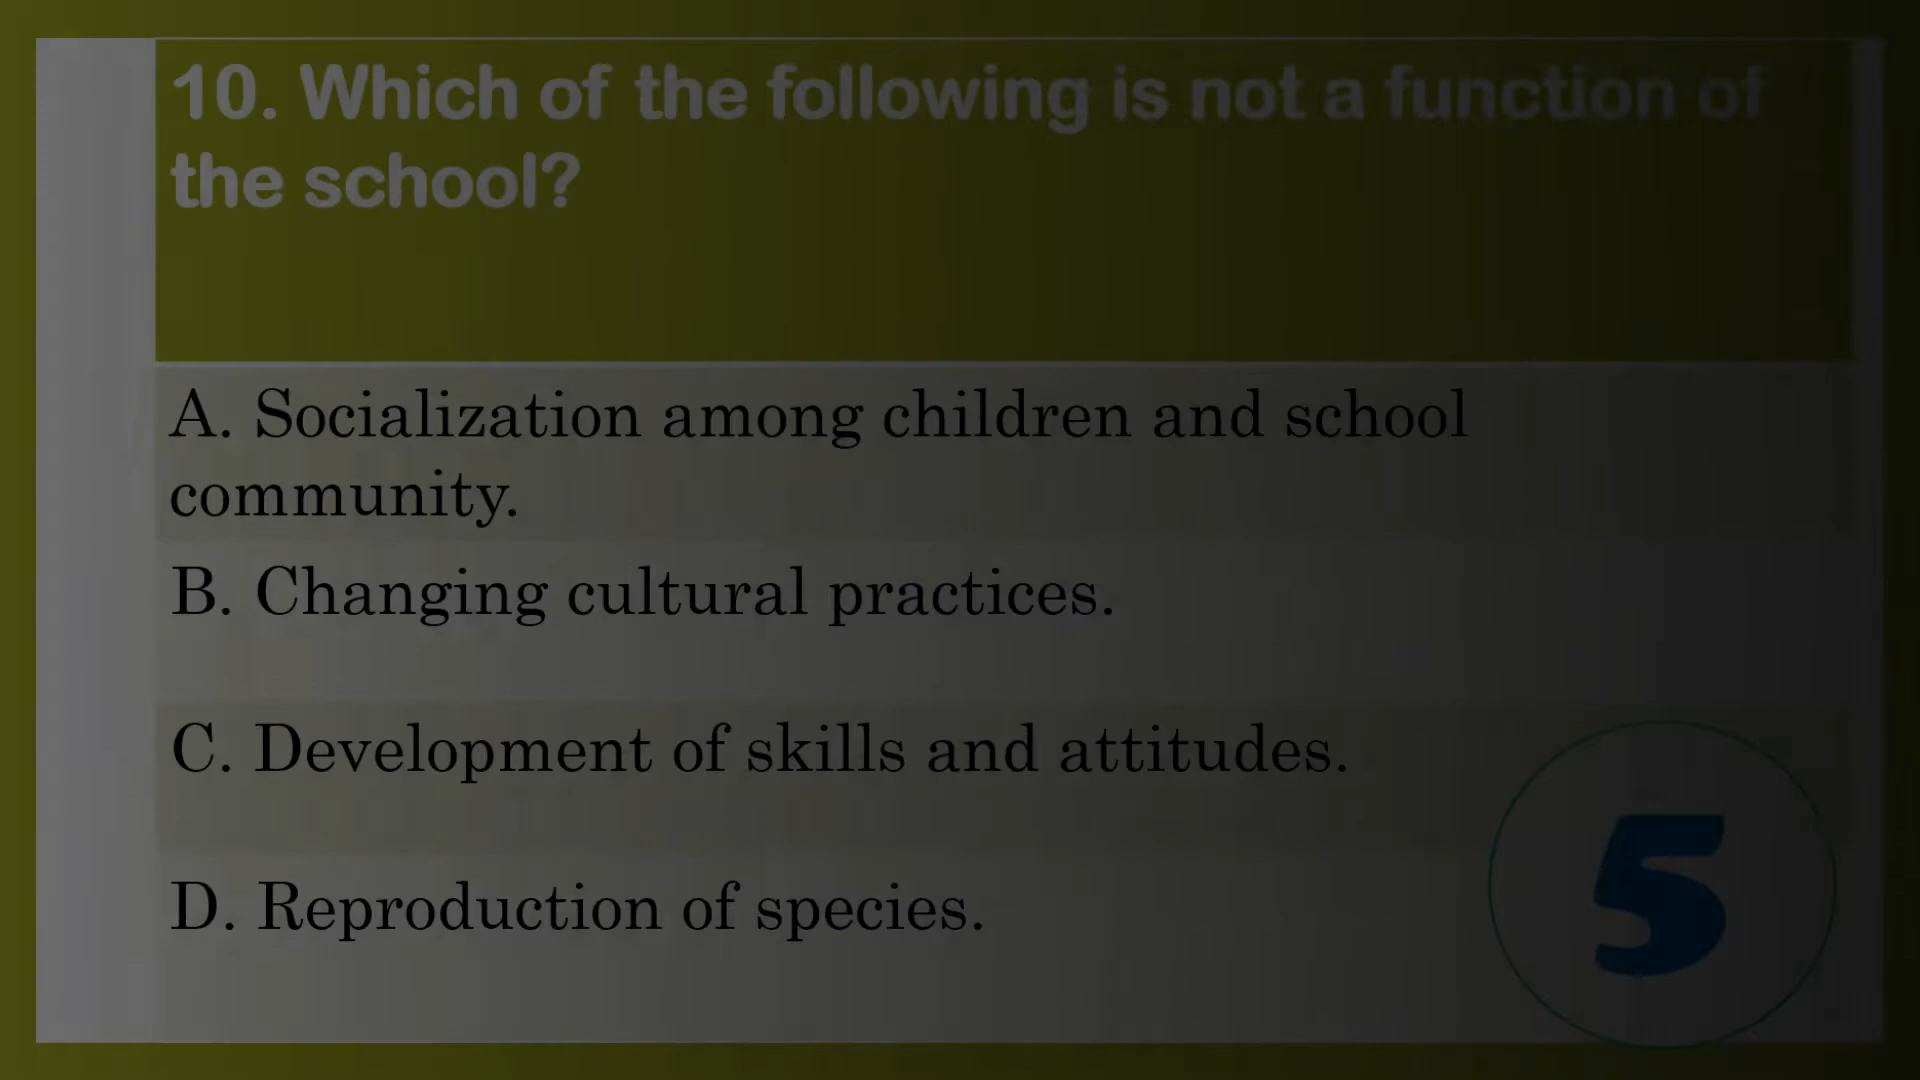 10. Which of the following is not a function of
the school?
A. Socialization among children and school
community.
B. Changing cultural practices.
C. Development of skills and attitudes.
D. Reproduction of species.
5